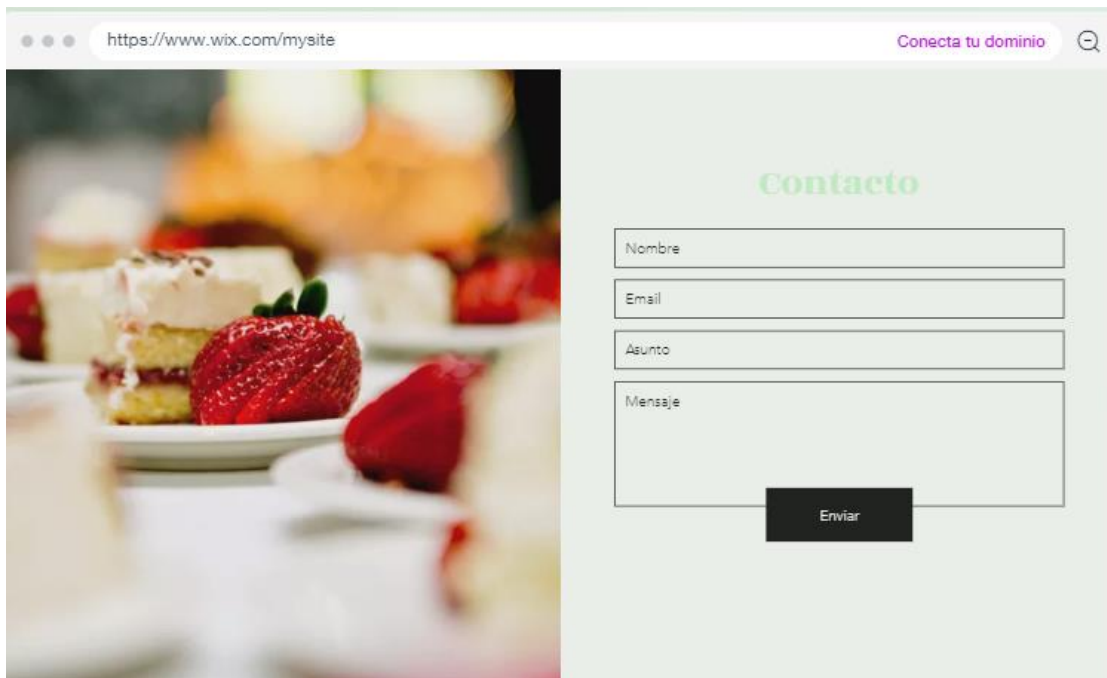 https://www.wix.com/mysite
Conecta tu dominio
Contacto
Nombre
Email
Asunto
Mensaje
Enviar